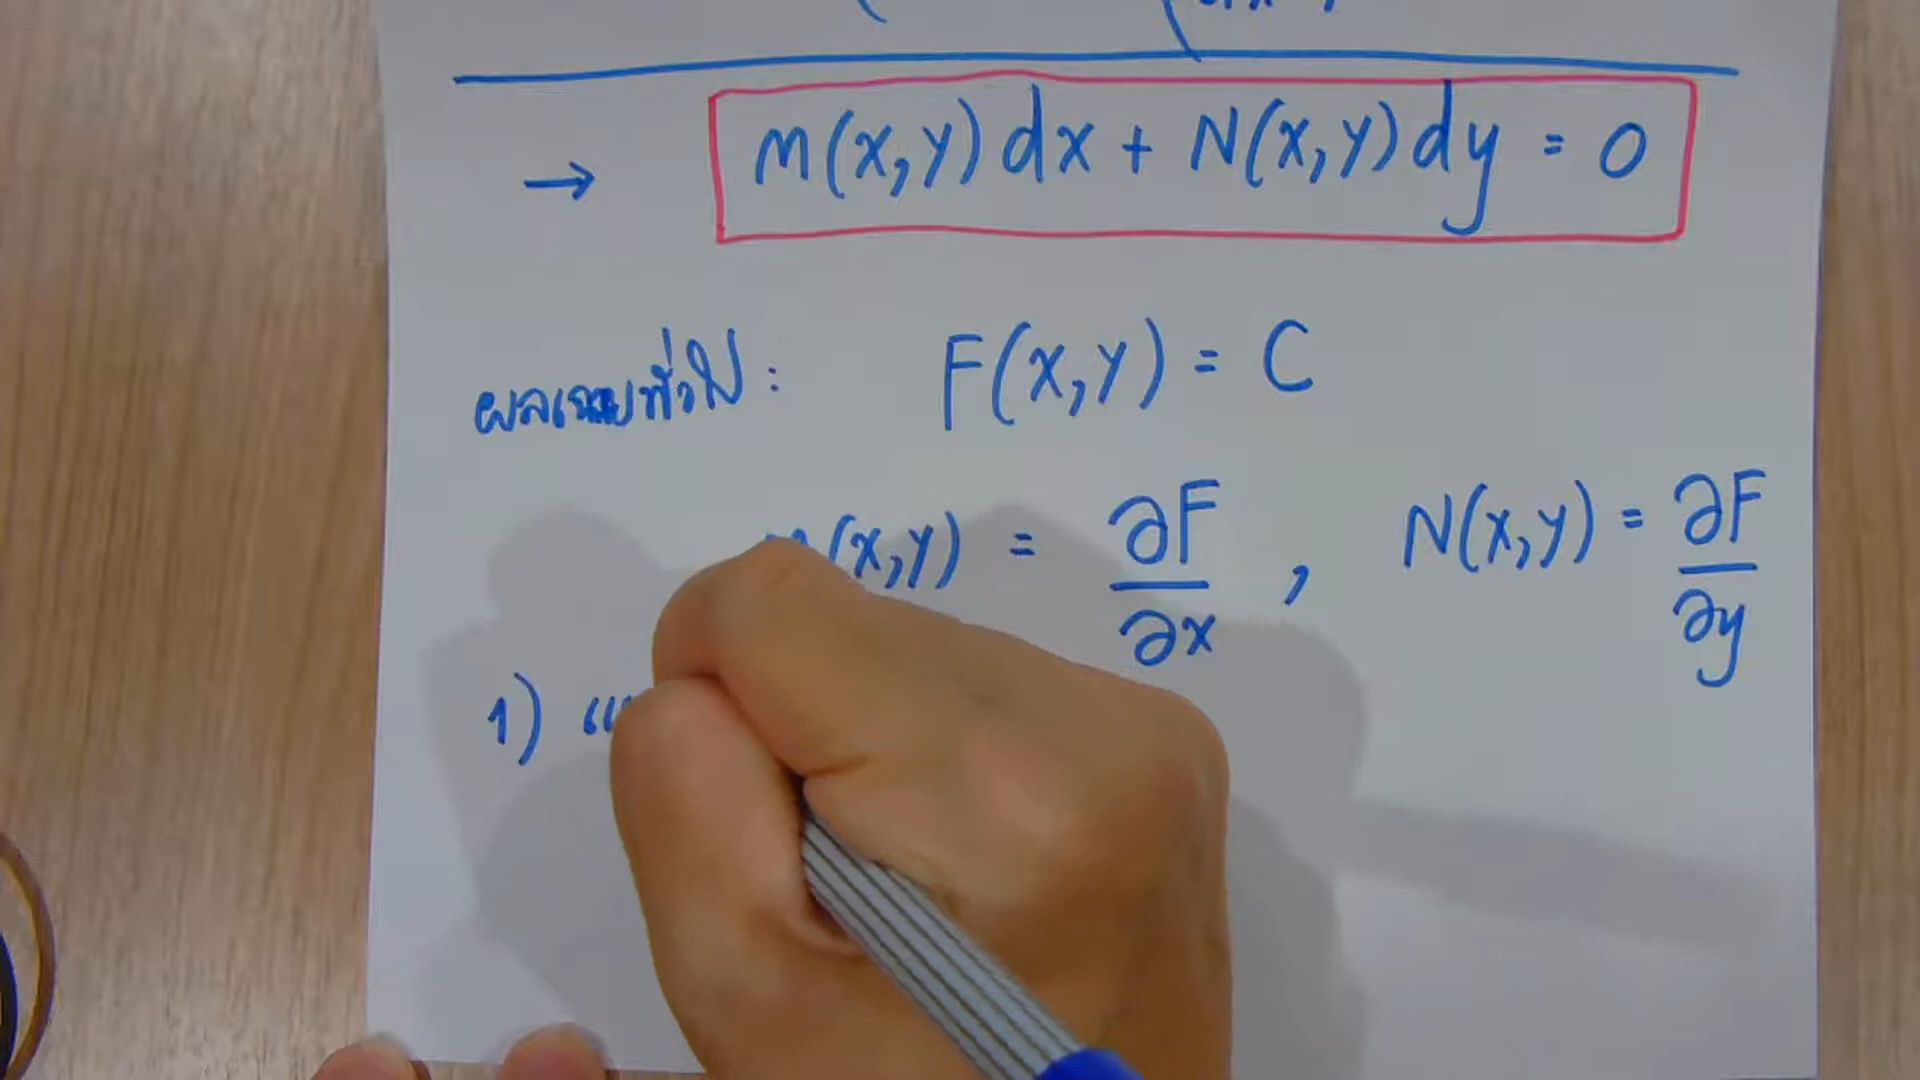 → M(x,y) dx + N(x,y) dy = 0
ผลเฉลยทั่วไป : F(x,y) = C
M(x,y) = ∂F/∂x , N(x,y) = ∂F/∂y
1)